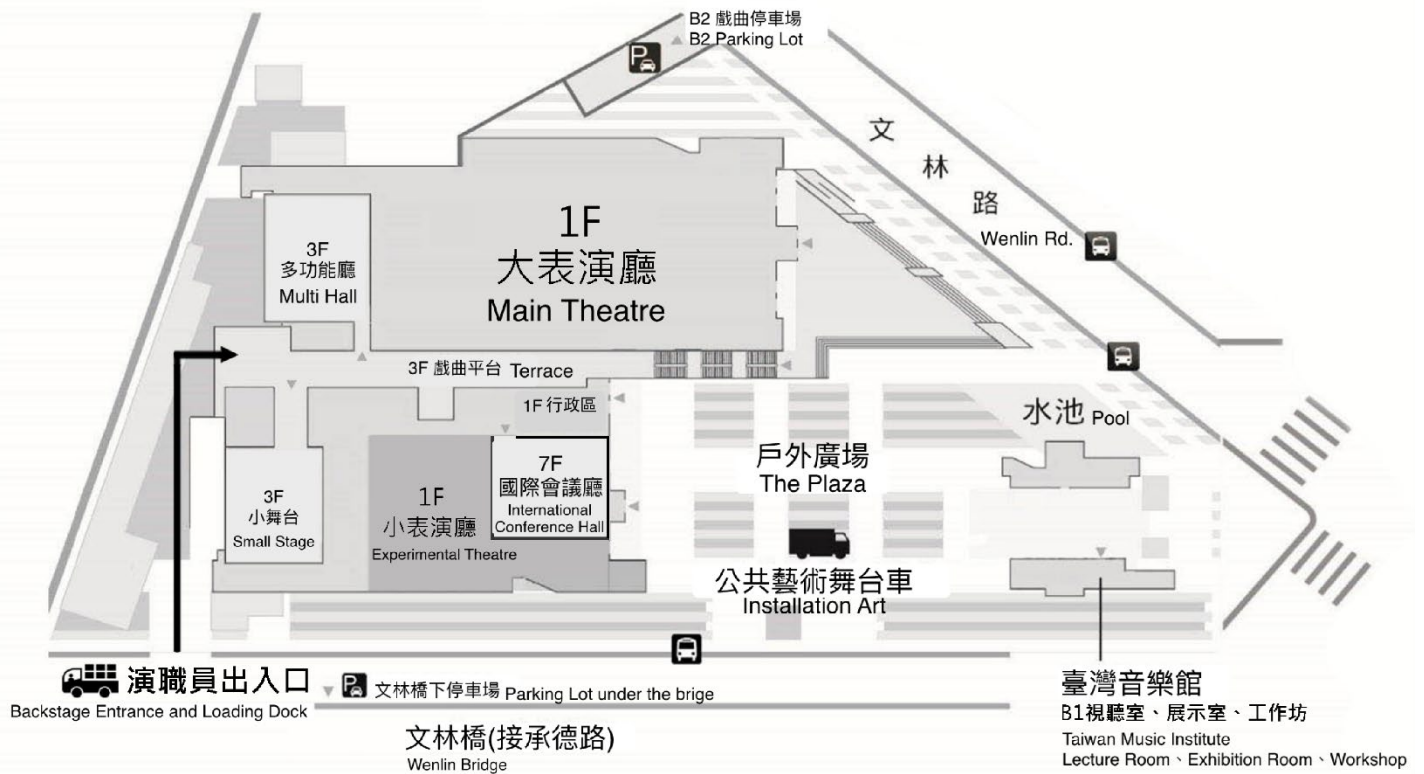 B2 戲曲停車場
B2 Parking Lot
P
文
林
路
Wenlin Rd.
1F
大表演廳
Main Theatre
3F
多功能廳
Multi Hall
3F 戲曲平台 Terrace
1F 行政區
水池 Pool
戶外廣場
The Plaza
7F
國際會議廳
International
Conference Hall
1F
小表演廳
Experimental Theatre
3F
小舞台
Small Stage
公共藝術舞台車
Installation Art
演職員出入口
Backstage Entrance and Loading Dock
P
文林橋下停車場 Parking Lot under the brige
文林橋(接承德路)
Wenlin Bridge
臺灣音樂館
B1視聽室、展示室、工作坊
Taiwan Music Institute
Lecture Room、Exhibition Room、Workshop